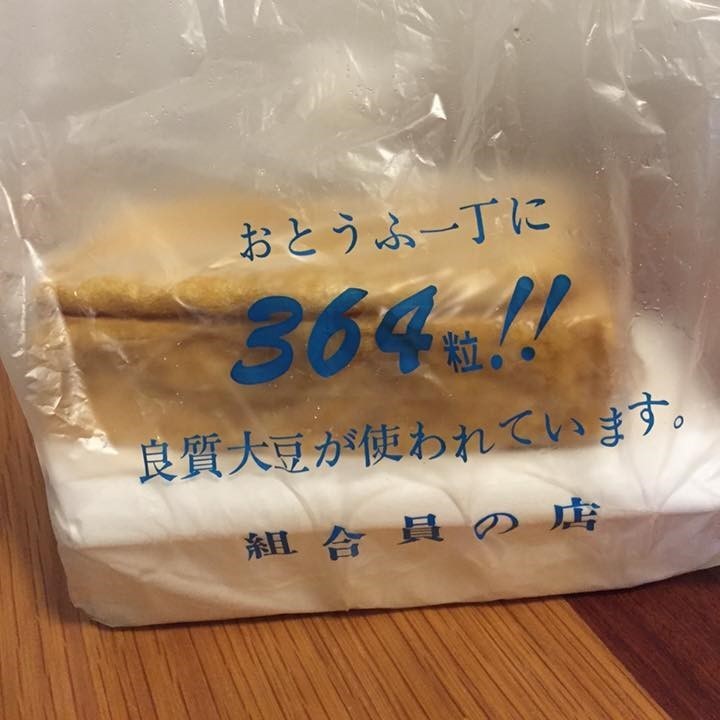 おとうふ一丁に
364粒!!
良質大豆が使われています。
組合員の店